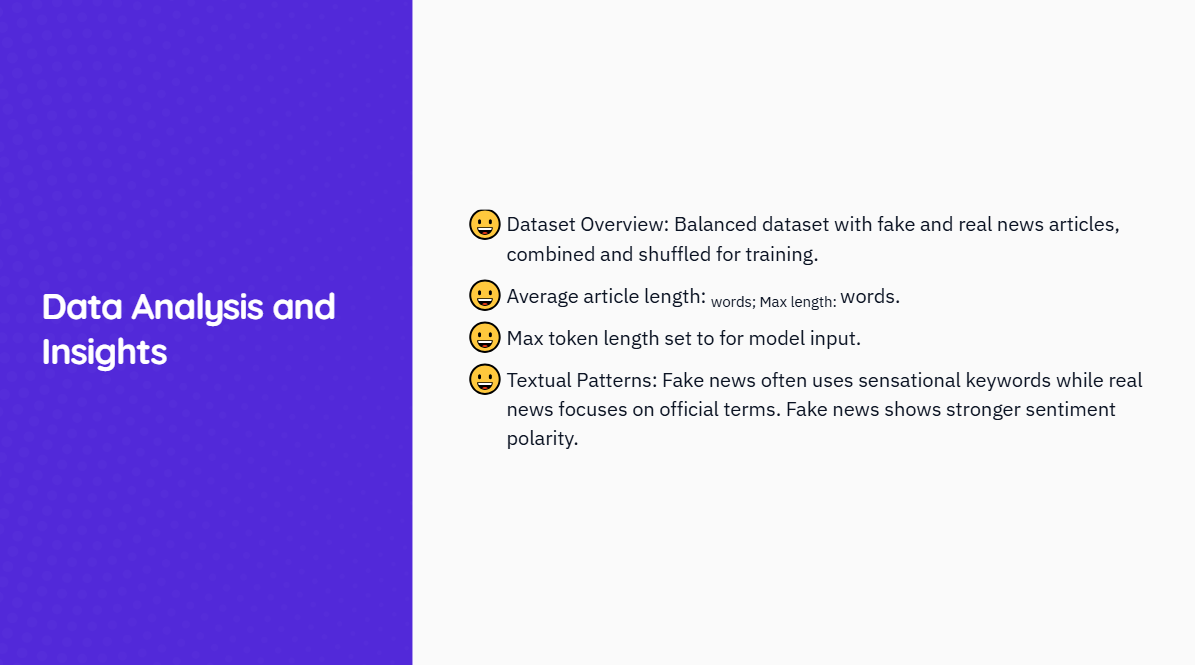 Data Analysis and
Insights
😀 Dataset Overview: Balanced dataset with fake and real news articles,
combined and shuffled for training.
😀 Average article length: words; Max length: words.
😀 Max token length set to for model input.
😀 Textual Patterns: Fake news often uses sensational keywords while real
news focuses on official terms. Fake news shows stronger sentiment
polarity.